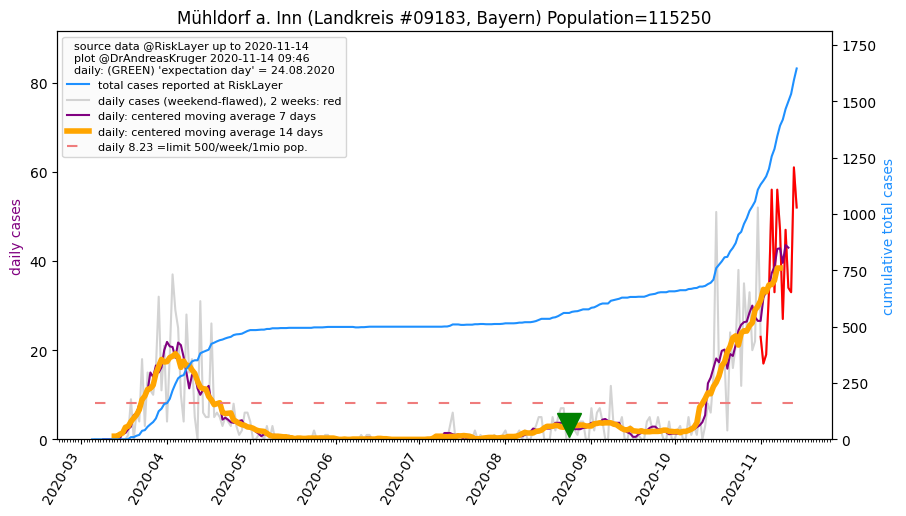 Mühldorf a. Inn (Landkreis #09183, Bayern) Population=115250
source data @RiskLayer up to 2020-11-14
plot @DrAndreasKruger 2020-11-14 09:46
daily: (GREEN) 'expectation day' = 24.08.2020
total cases reported at RiskLayer
daily cases (weekend-flawed), 2 weeks: red
daily: centered moving average 7 days
daily: centered moving average 14 days
daily 8.23 =limit 500/week/1mio pop.
daily cases
80
60
40
20
0
1750
1500
1250
1000
750
500
250
0
cumulative total cases
2020-03
2020-04
2020-05
2020-06
2020-07
2020-08
2020-09
2020-10
2020-11